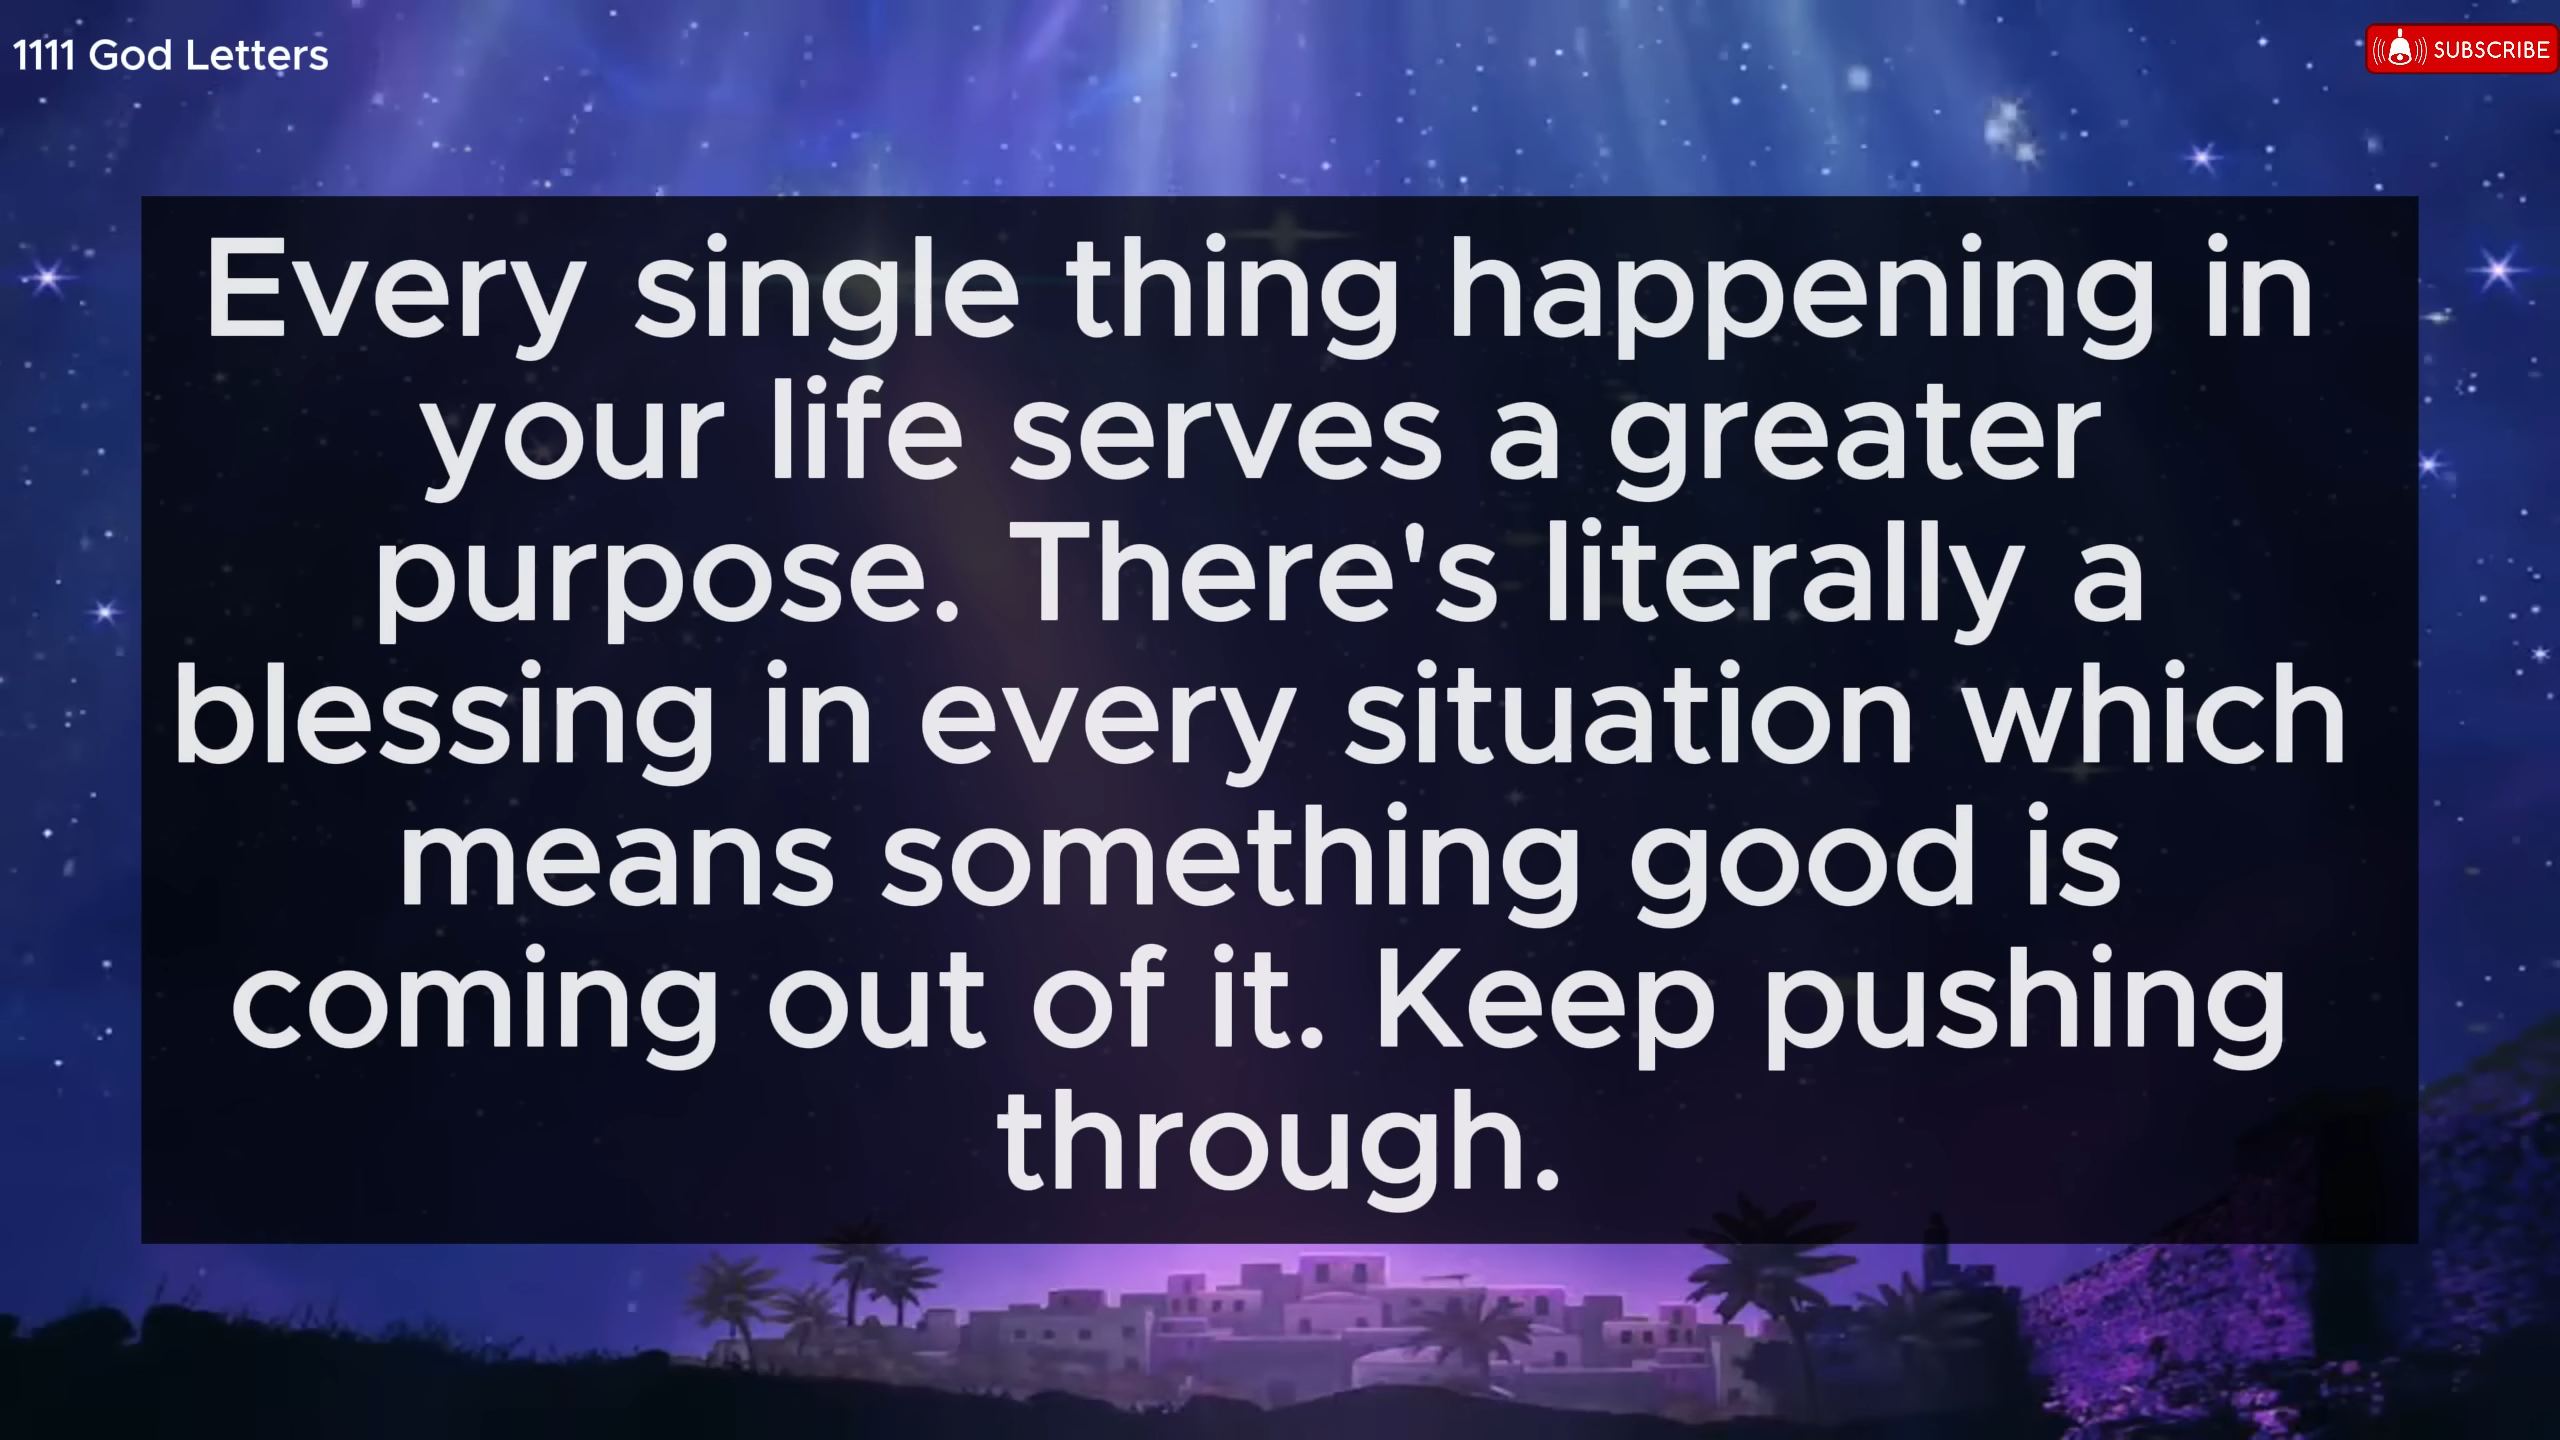 1111 God Letters
SUBSCRIBE
Every single thing happening in
your life serves a greater
purpose. There's literally a
blessing in every situation which
means something good is
coming out of it. Keep pushing
through.